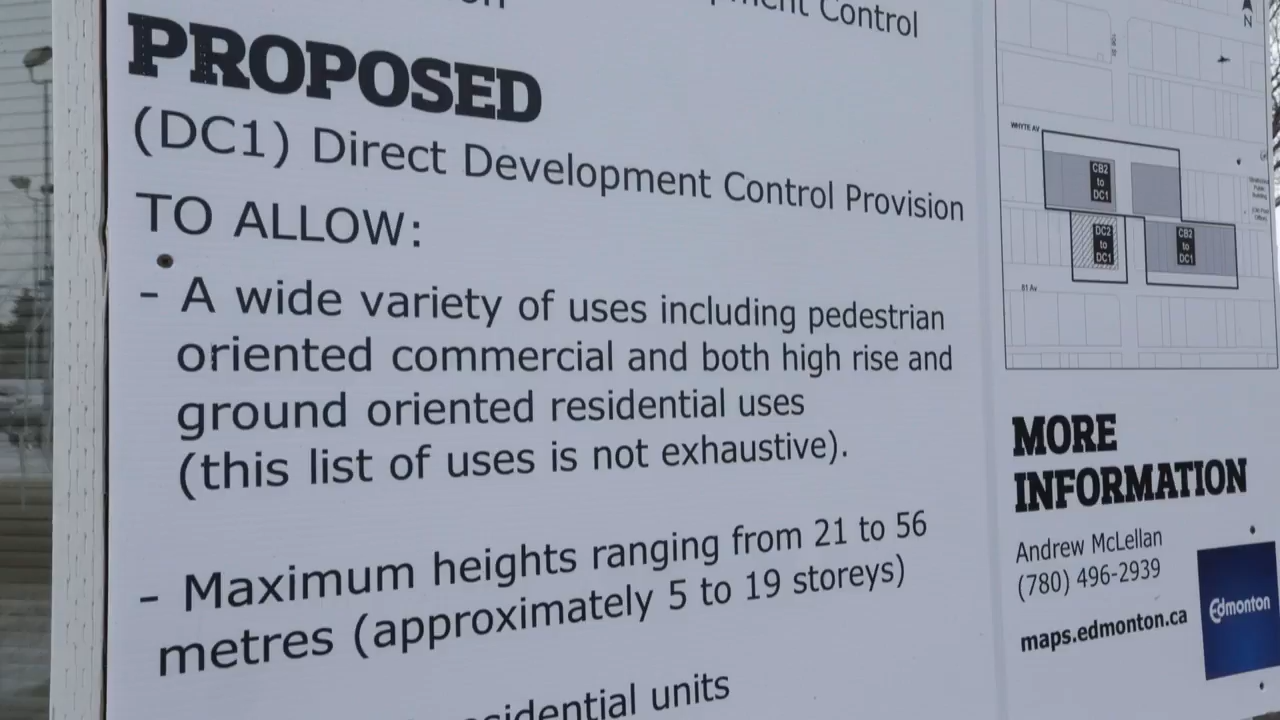 Control
PROPOSED
(DC1) Direct Development Control Provision
TO ALLOW:
- A wide variety of uses including pedestrian
oriented commercial and both high rise and
ground oriented residential uses
(this list of uses is not exhaustive).
- Maximum heights ranging from 21 to 56
metres (approximately 5 to 19 storeys)
units
N
WHYTE AV
CB2
to
DC1
DC2
to
DC1
CB2
to
DC1
81 AV
MORE
INFORMATION
Andrew McLellan
(780) 496-2939
maps.edmonton.ca
Edmonton